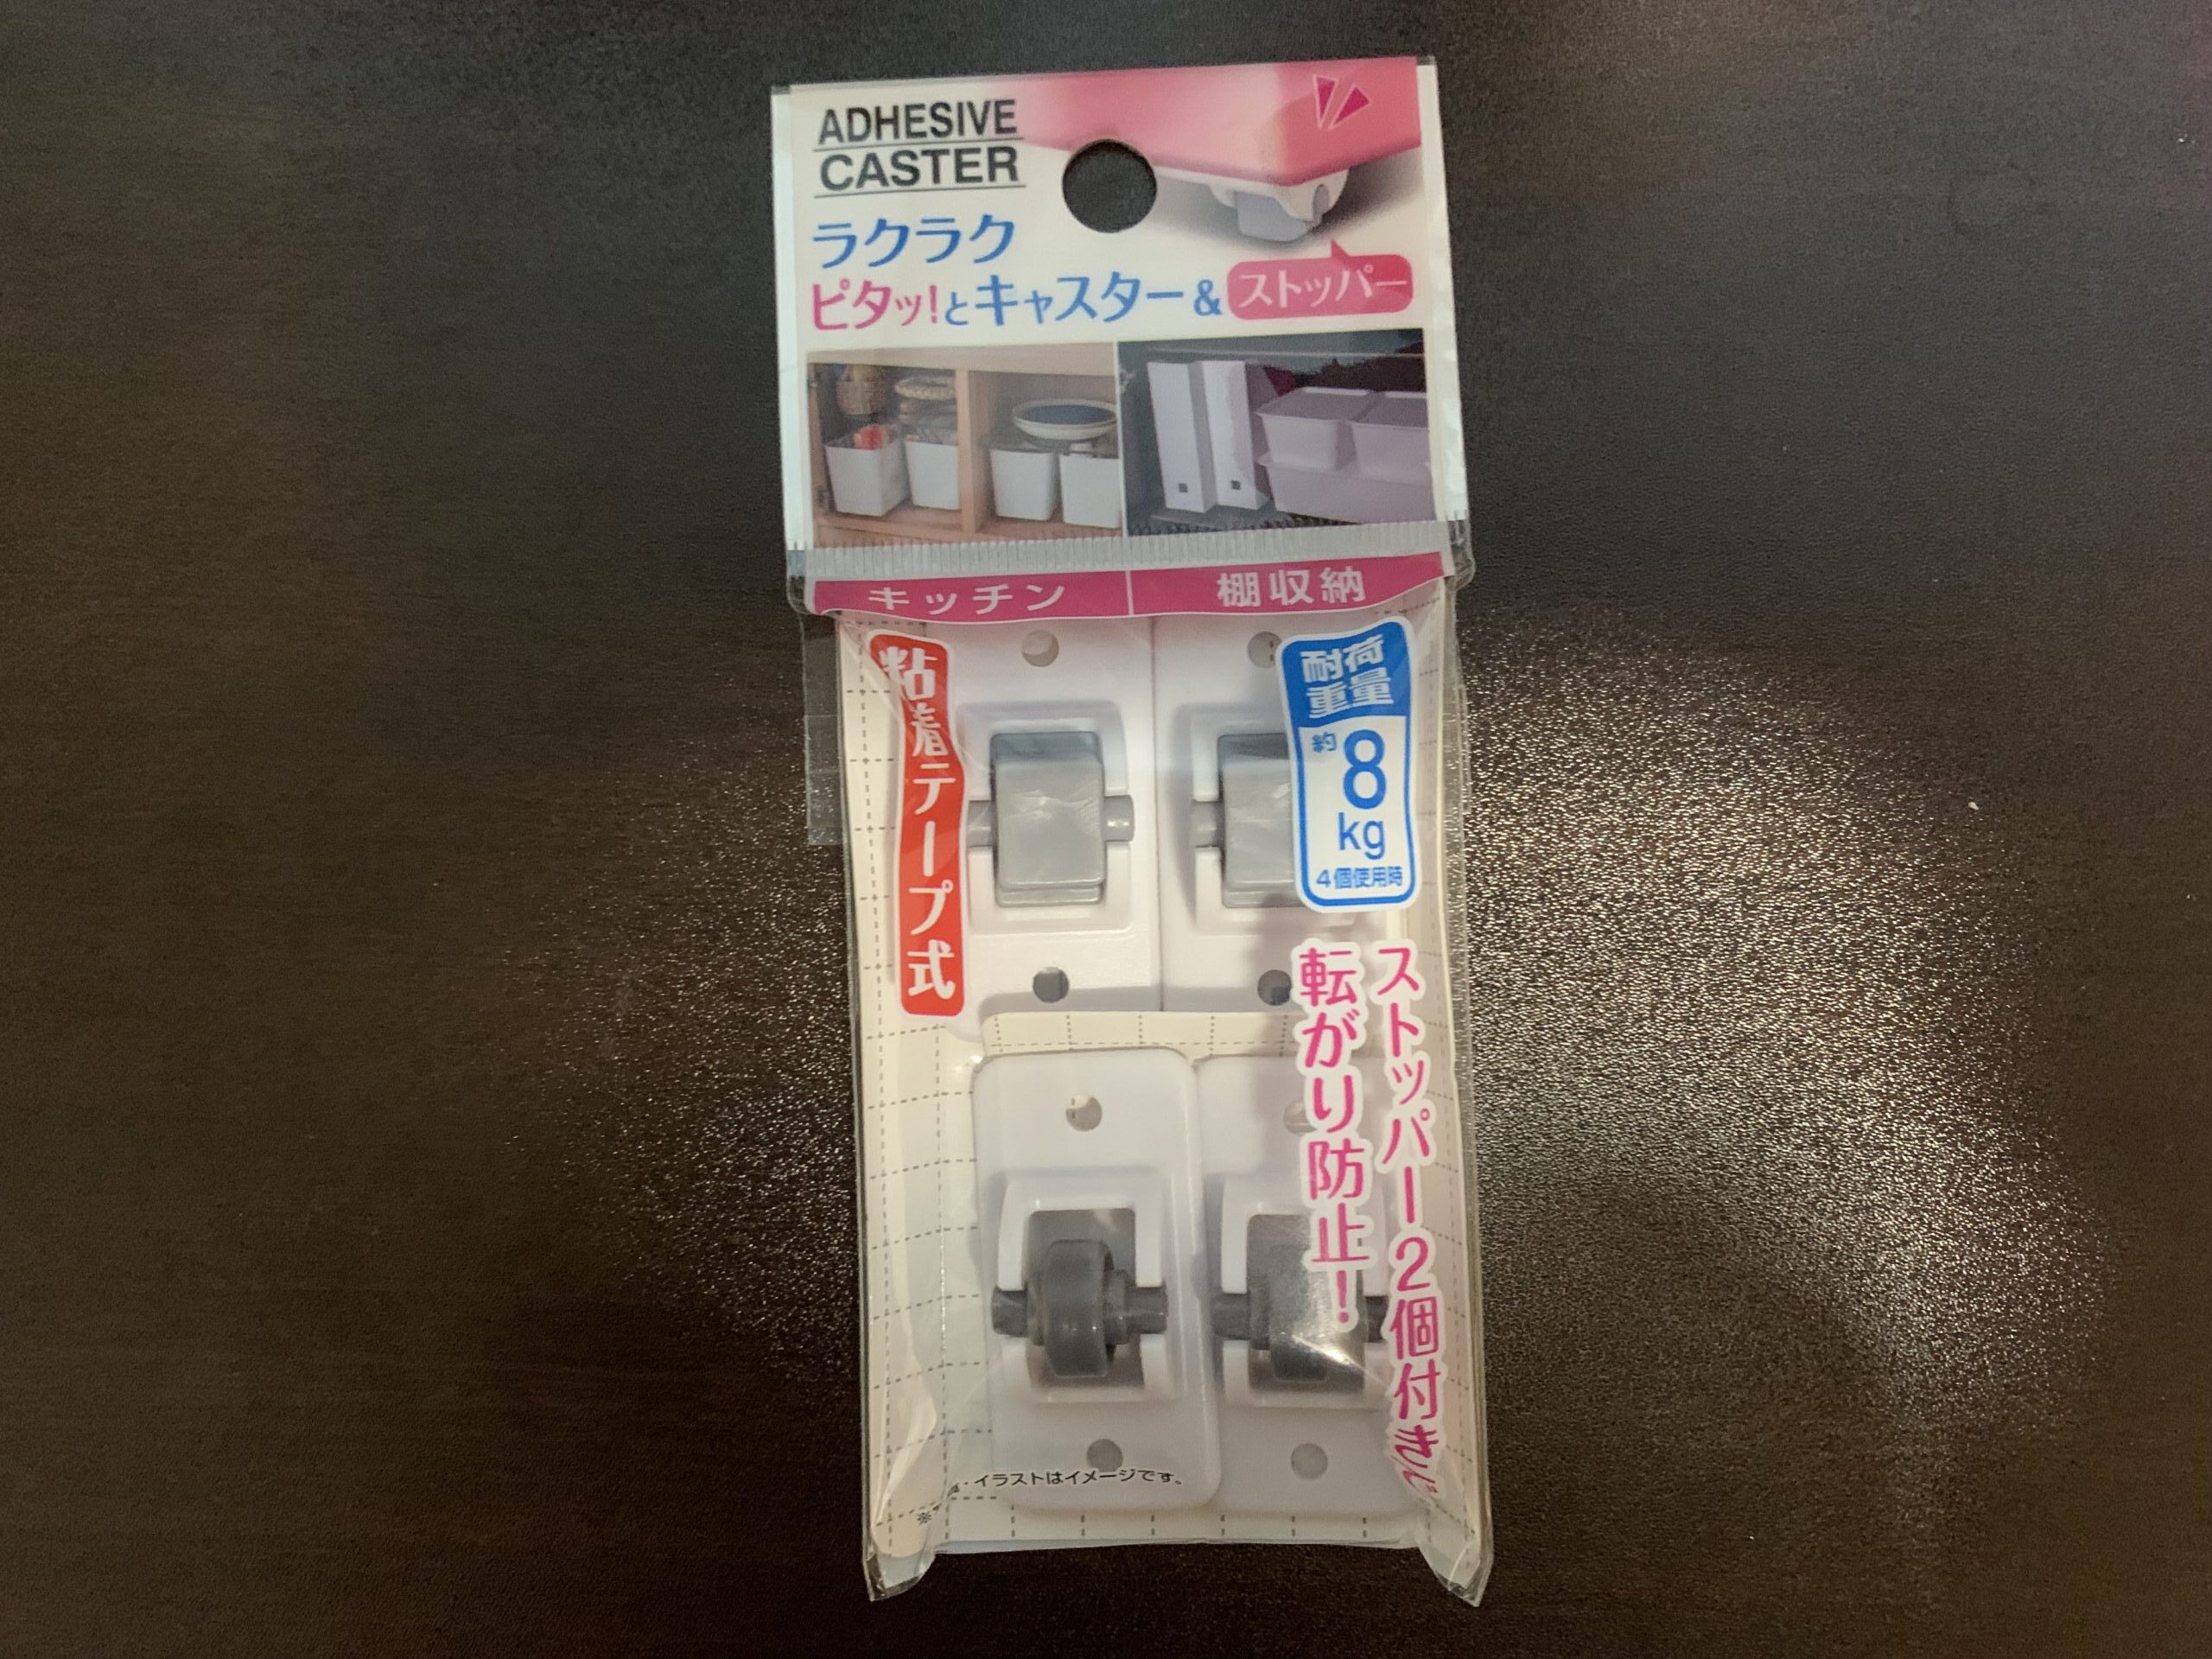 ADHESIVE
CASTER
ラクラク
ピタッ!とキャスター&ストッパー
キッチン
棚収納
粘着テープ式
耐荷
重量
約8
kg
4個使用時
ストッパー2個付きで
転がり防止!
・イラストはイメージです。